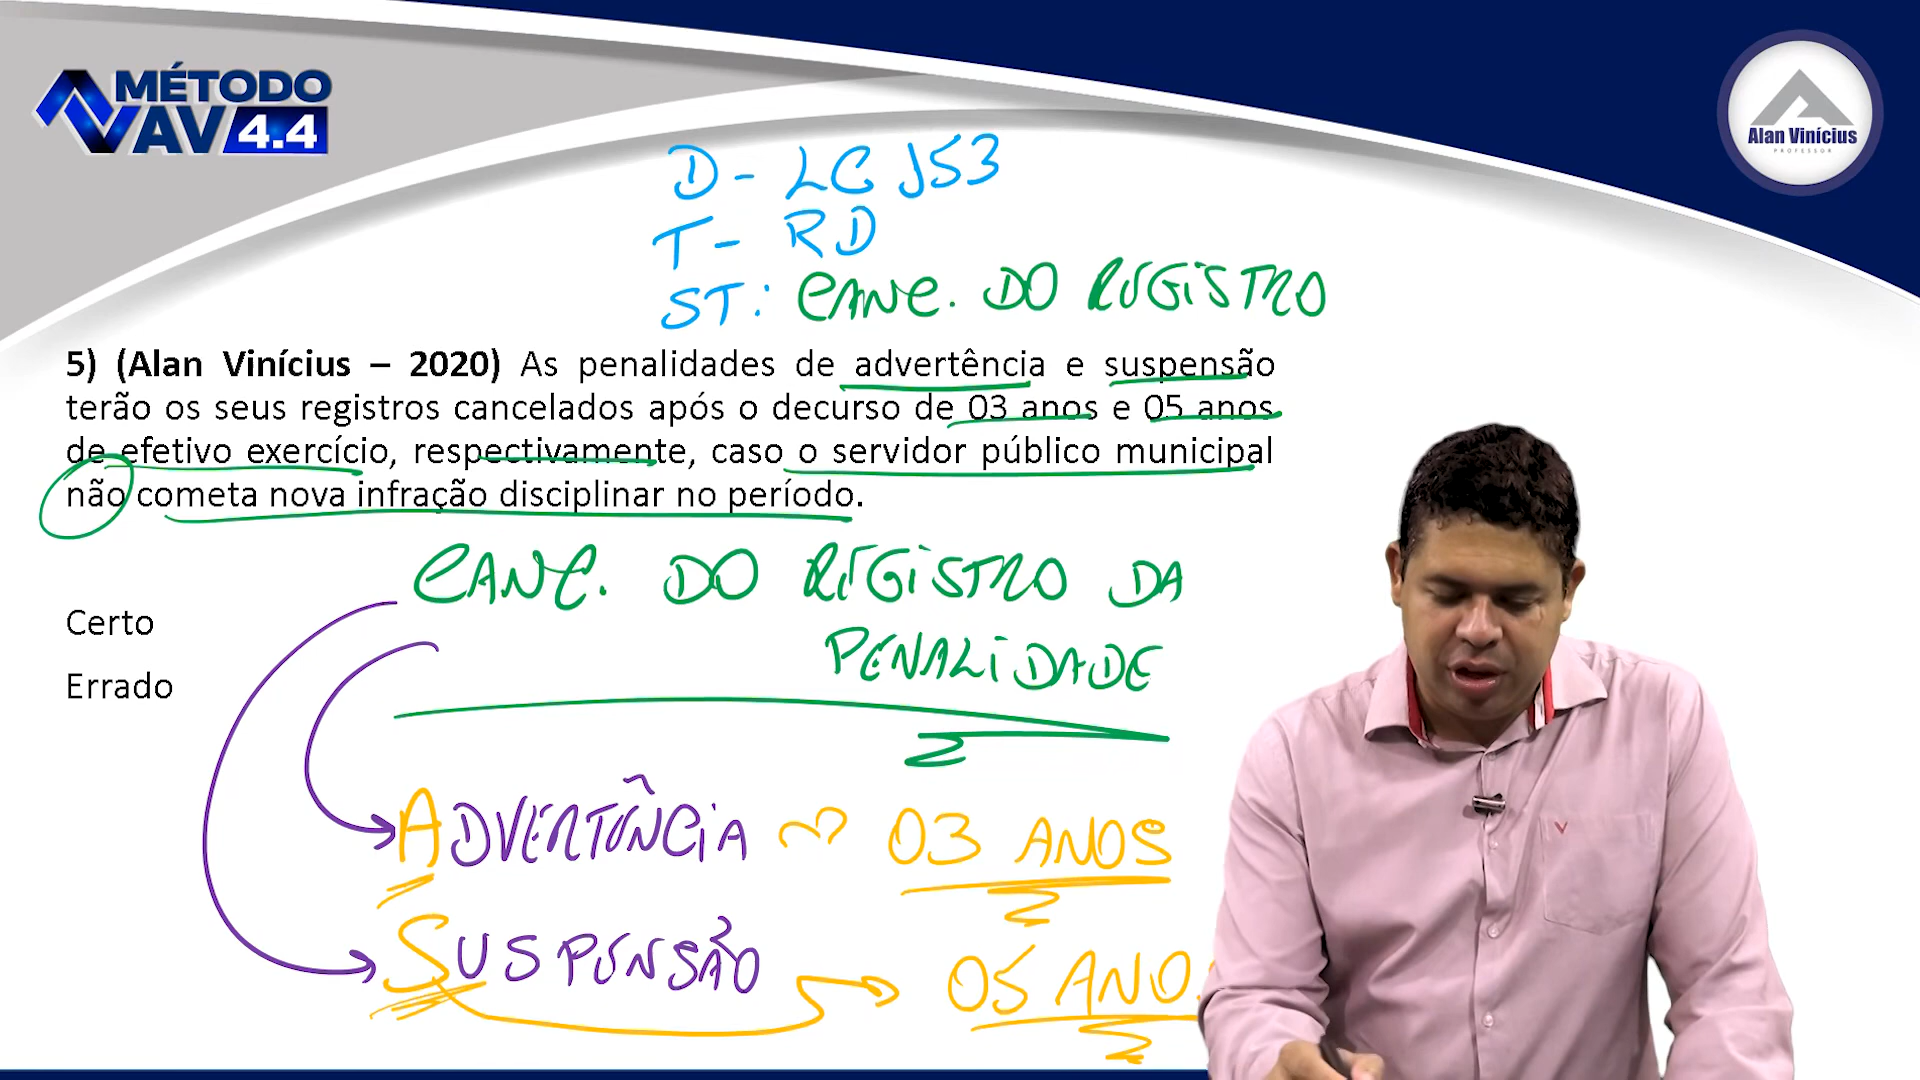 MÉTODO
AV 4.4
Alan Vinícius
PROFESSOR
D - LC 153
T - RD
ST: CANC. DO REGISTRO
5) (Alan Vinícius – 2020) As penalidades de advertência e suspensão
terão os seus registros cancelados após o decurso de 03 anos e 05 anos
de efetivo exercício, respectivamente, caso o servidor público municipal
não cometa nova infração disciplinar no período.
CANC. DO REGISTRO DA
PENALIDADE
Certo
Errado
ADVERTÊNCIA 03 ANOS
SUSPENSÃO 05 ANO